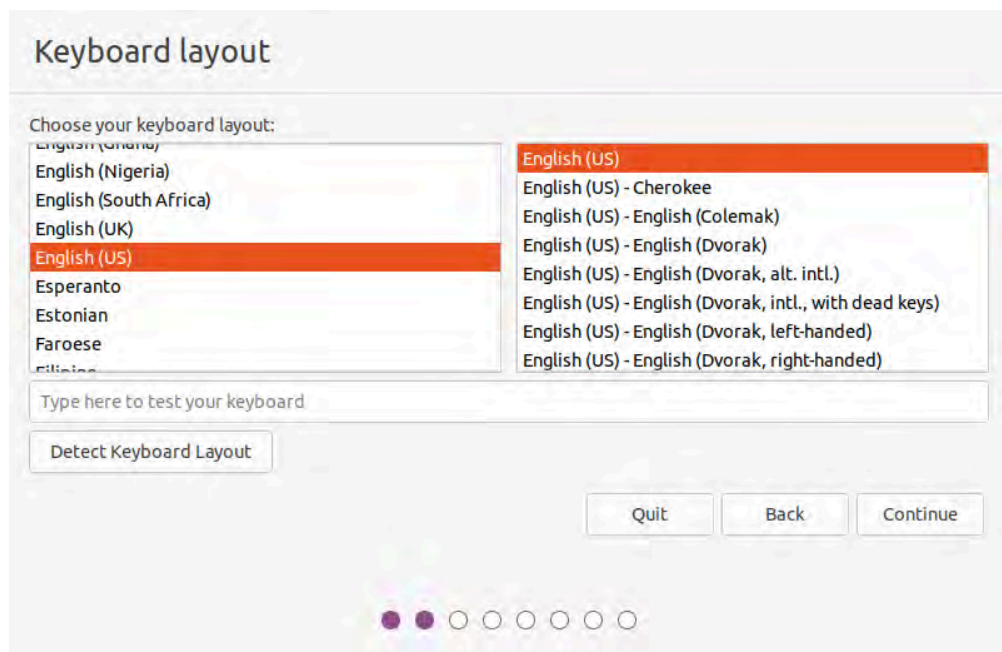 Keyboard layout
Choose your keyboard layout:
English (Ghana)
English (Nigeria)
English (South Africa)
English (UK)
English (US)
Esperanto
Estonian
Faroese
Filipino
English (US)
English (US) - Cherokee
English (US) - English (Colemak)
English (US) - English (Dvorak)
English (US) - English (Dvorak, alt. intl.)
English (US) - English (Dvorak, intl., with dead keys)
English (US) - English (Dvorak, left-handed)
English (US) - English (Dvorak, right-handed)
Type here to test your keyboard
Detect Keyboard Layout
Quit Back Continue